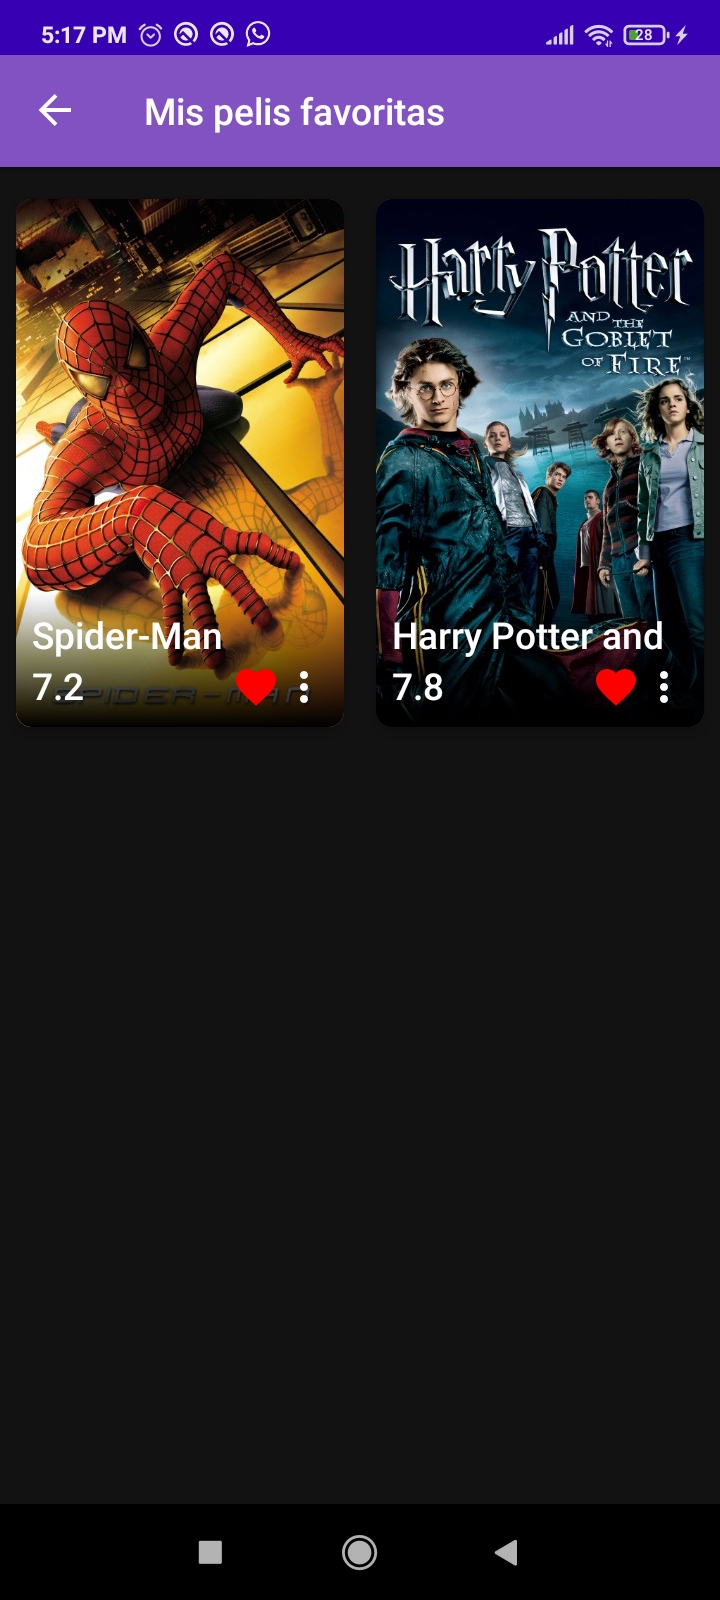 5:17 PM
28
Mis pelis favoritas
Spider-Man
7.2
SPIDER-MAN
Harry Potter
AND THE
GOBLET
OF FIRE™
Harry Potter and
7.8